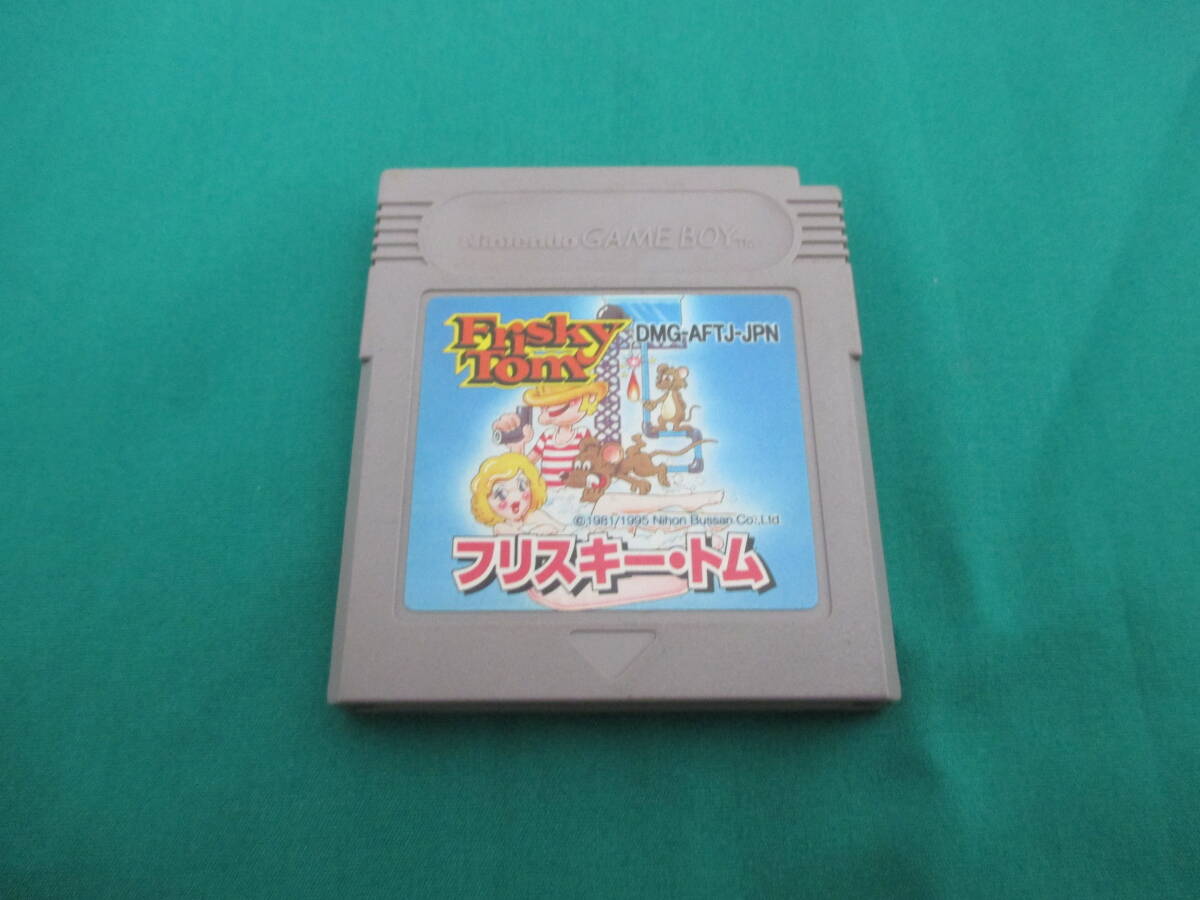 Nintendo GAME BOY TM
Frisky
Tom
DMG-AFTJ-JPN
©1981/1995 Nihon Bussan Co.,Ltd
フリスキー・トム